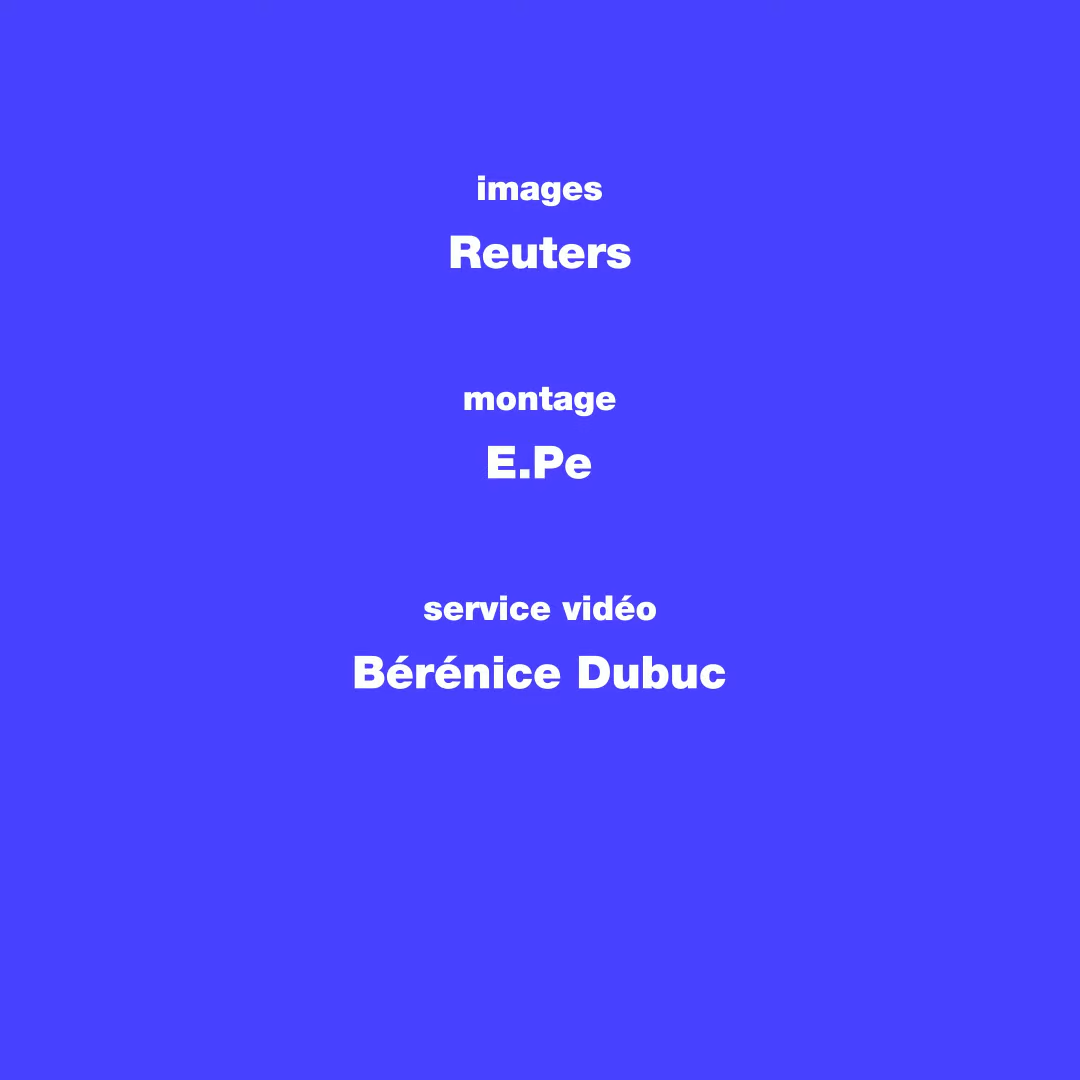 images
Reuters
montage
E.Pe
service vidéo
Bérénice Dubuc